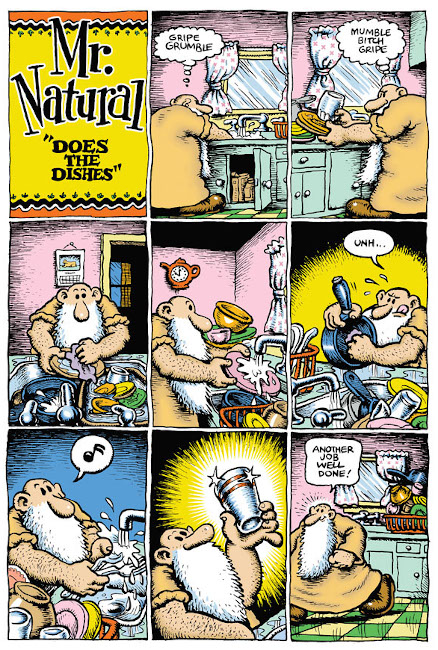 Mr.
Natural
"DOES
THE
DISHES"
GRIPE
GRUMBLE
MUMBLE
BITCH
GRIPE
UNH...
ANOTHER
JOB
WELL
DONE!